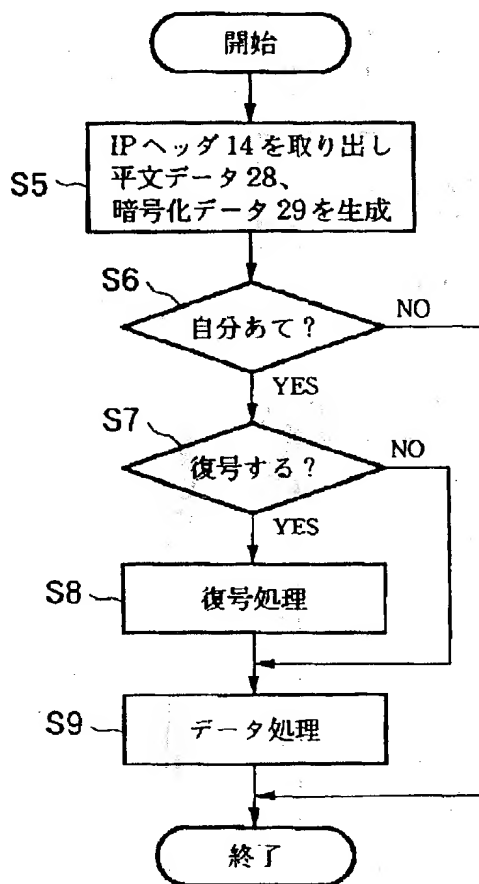 開始
S5
IPヘッダ14を取り出し
平文データ28、
暗号化データ29を生成
S6
自分あて？
NO
YES
S7
復号する？
NO
YES
S8
復号処理
S9
データ処理
終了